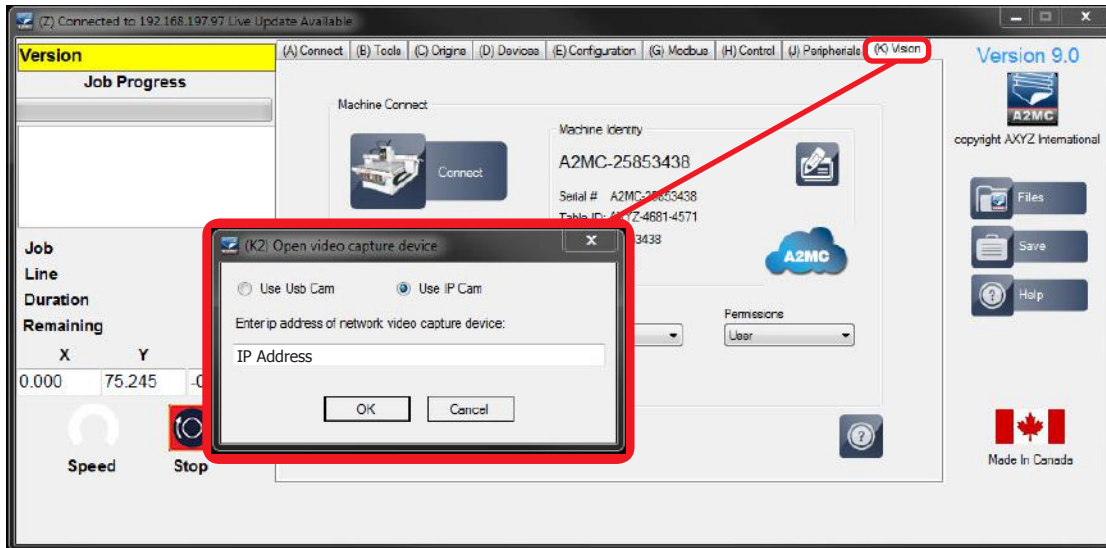 (Z) Connected to 192.168.197.97 Live Update Available
Version
Job Progress
Job
Line
Duration
Remaining
X Y
0.000 75.245
Speed Stop
(A) Connect (B) Tools (C) Origins (D) Devices (E) Configuration (G) Modbus (H) Control (J) Peripherals (K) Vision
Machine Connect
Connect
Machine Identity
A2MC-25853438
Serial # A2MC-25853438
Table ID: AXYZ-4681-4571
3438
A2MC
Permissions
User
(K2) Open video capture device
X
Use Usb Cam Use IP Cam
Enter ip address of network video capture device:
IP Address
OK Cancel
Version 9.0
A2MC
copyright AXYZ International
Files
Save
Help
Made In Canada